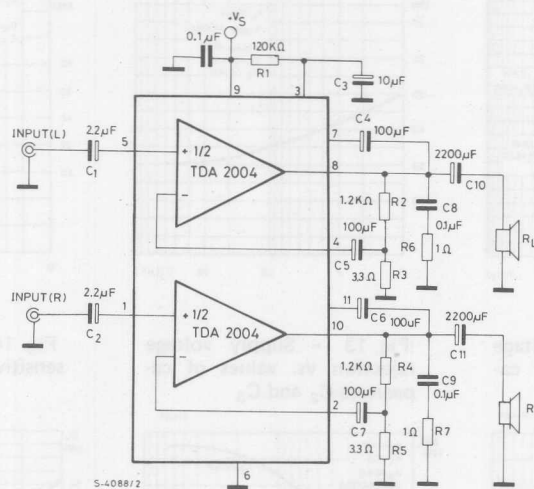 +VS
0.1µF
120KΩ
R1
C3
10µF
9
3
C4
100µF
7
INPUT(L)
2.2µF
5
C1
+ 1/2
TDA 2004
−
8
2200µF
C10
1.2KΩ
R2
C8
0.1µF
100µF
4
C5
R6
1Ω
RL
3.3Ω
R3
INPUT(R)
2.2µF
1
C2
+ 1/2
TDA 2004
−
11
C6
100uF
10
2200µF
C11
1.2KΩ
R4
C9
0.1µF
100µF
2
C7
R7
1Ω
3.3Ω
R5
6
S-4088/2